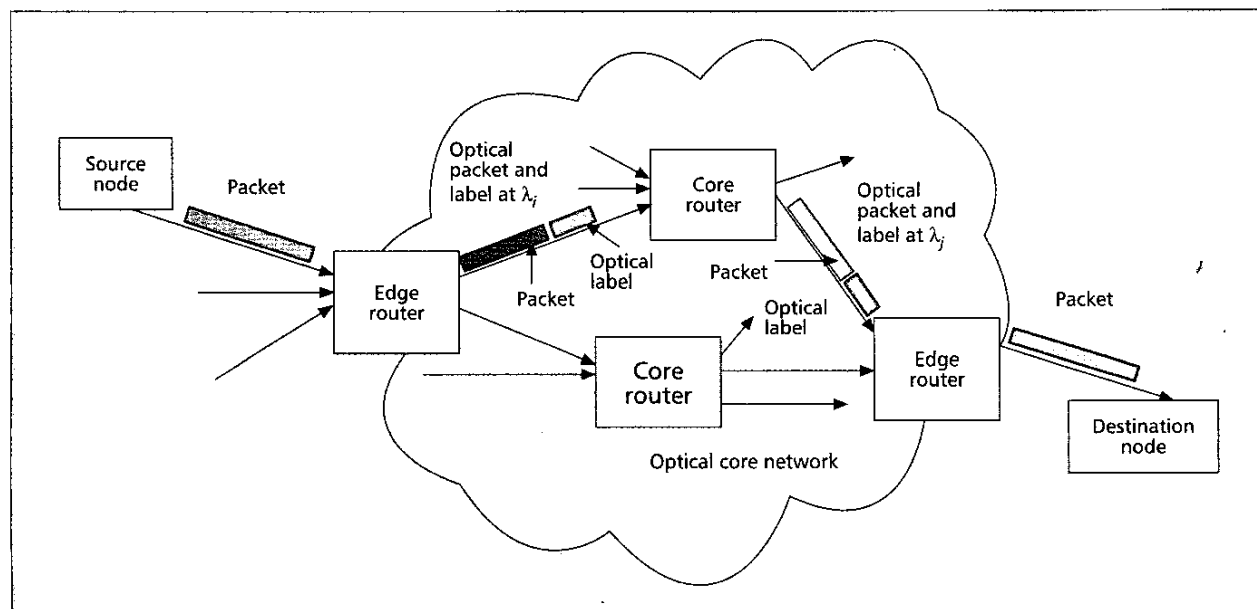 Source
node
Packet
Optical
packet and
label at λi
Core
router
Optical
packet and
label at λj
Edge
router
Packet
Optical
label
Packet
Optical
label
Core
router
Edge
router
Packet
Destination
node
Optical core network